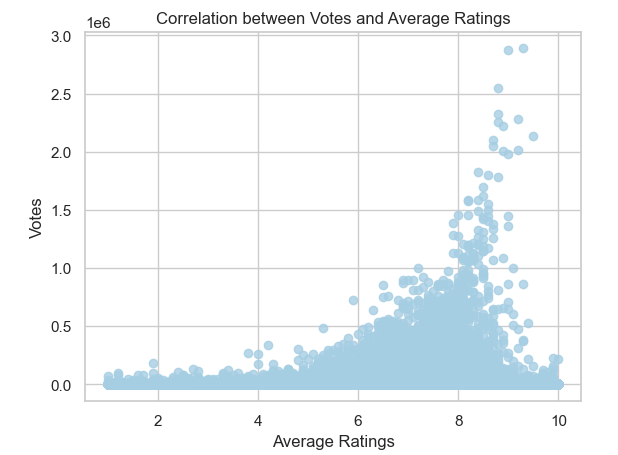 Correlation between Votes and Average Ratings
1e6
3.0
2.5
2.0
1.5
1.0
0.5
0.0
Votes
2 4 6 8 10
Average Ratings